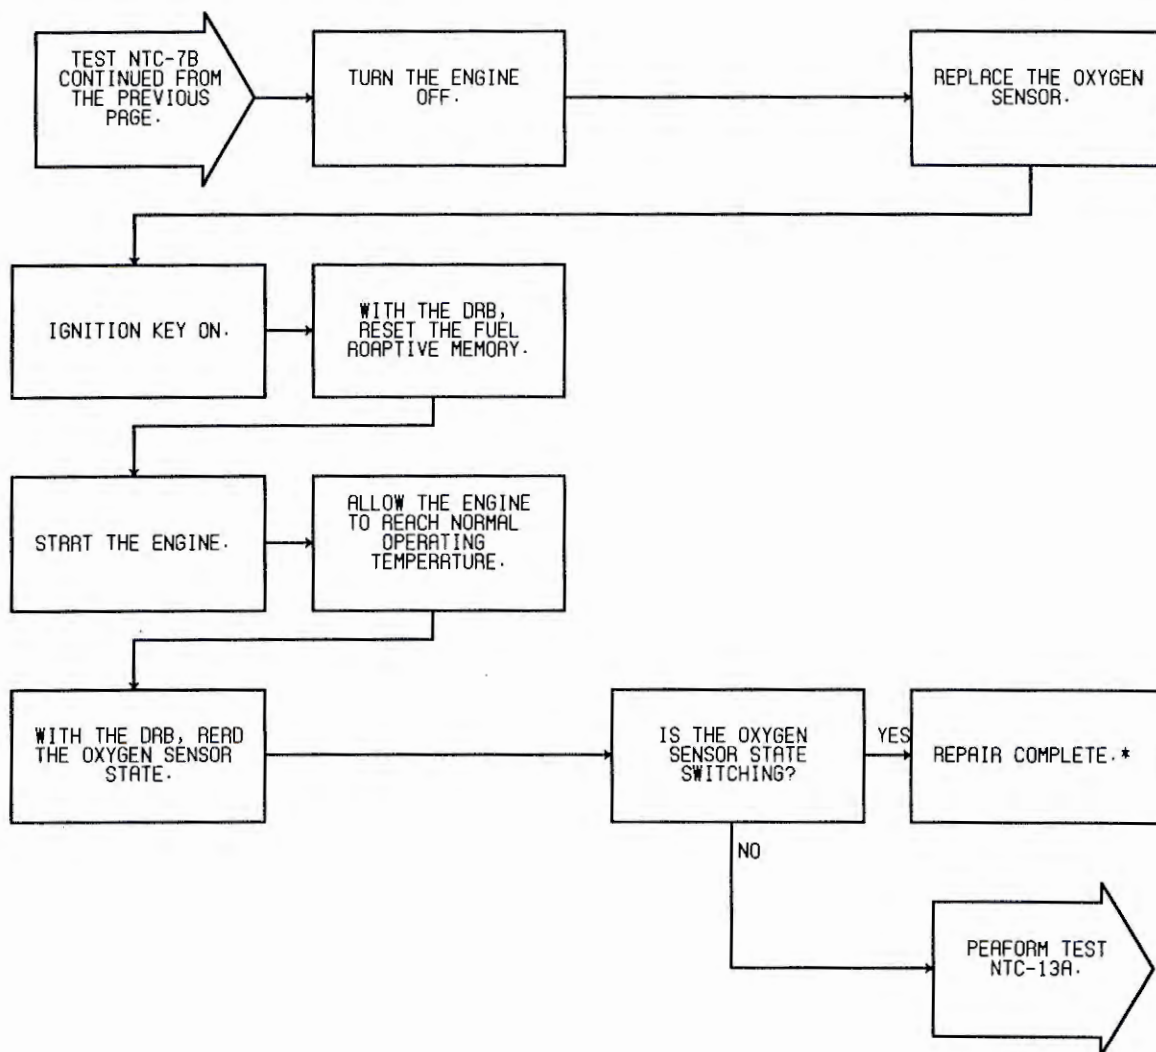 TEST NTC-7B
CONTINUED FROM
THE PREVIOUS
PAGE.
TURN THE ENGINE
OFF.
REPLACE THE OXYGEN
SENSOR.
IGNITION KEY ON.
WITH THE DRB,
RESET THE FUEL
ROAPTIVE MEMORY.
START THE ENGINE.
ALLOW THE ENGINE
TO REACH NORMAL
OPERATING
TEMPERATURE.
WITH THE DRB, RERD
THE OXYGEN SENSOR
STATE.
IS THE OXYGEN
SENSOR STATE
SWITCHING?
YES
REPAIR COMPLETE.*
NO
PEAFORM TEST
NTC-13A.